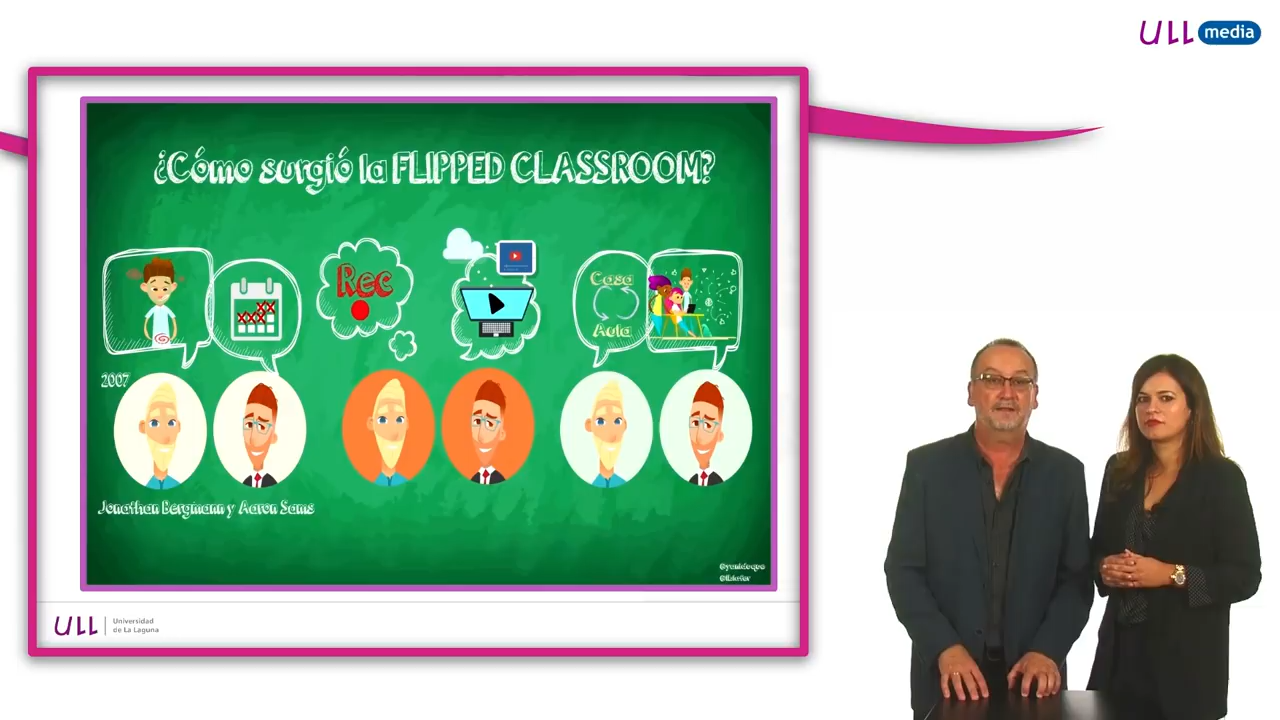 ULL media
¿Cómo surgió la FLIPPED CLASSROOM?
Rec
Casa
Aula
2007
Jonathan Bergmann y Aaron Sams
ULL
Universidad
de La Laguna